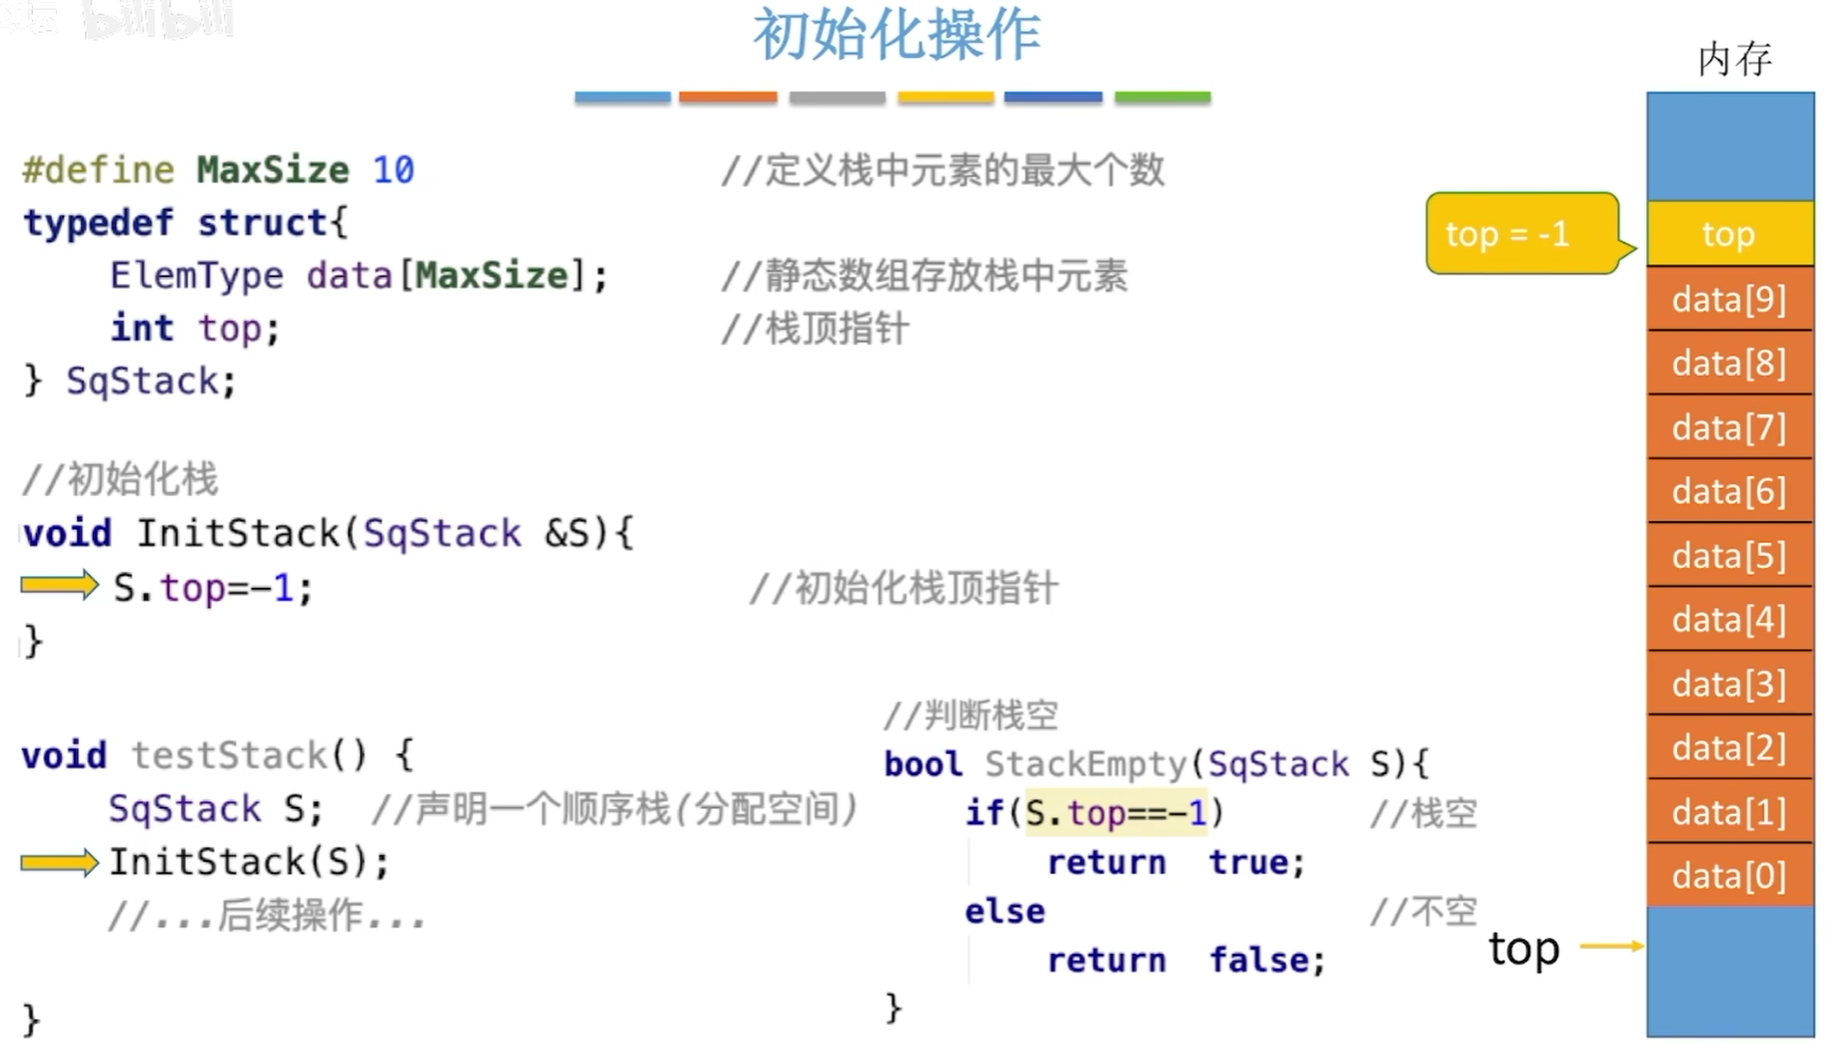 bilibili
初始化操作
#define MaxSize 10 //定义栈中元素的最大个数
typedef struct{
ElemType data[MaxSize]; //静态数组存放栈中元素
int top; //栈顶指针
} SqStack;
//初始化栈
void InitStack(SqStack &S){
S.top=-1; //初始化栈顶指针
}
void testStack() {
SqStack S; //声明一个顺序栈(分配空间)
InitStack(S);
//...后续操作...
}
//判断栈空
bool StackEmpty(SqStack S){
if(S.top==-1) //栈空
return true;
else //不空
return false;
}
内存
top = -1
top
data[9]
data[8]
data[7]
data[6]
data[5]
data[4]
data[3]
data[2]
data[1]
data[0]
top